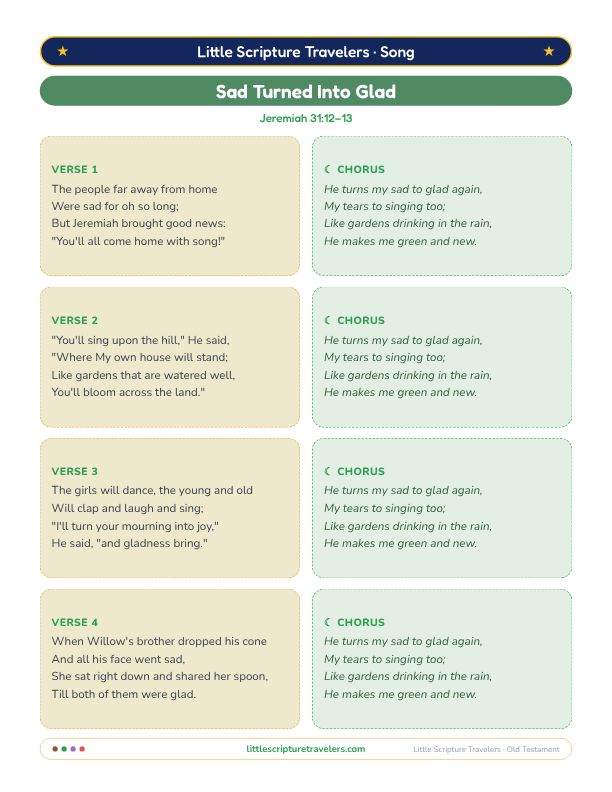 Little Scripture Travelers · Song
Sad Turned Into Glad
Jeremiah 31:12–13
VERSE 1
The people far away from home
Were sad for oh so long;
But Jeremiah brought good news:
"You'll all come home with song!"
CHORUS
He turns my sad to glad again,
My tears to singing too;
Like gardens drinking in the rain,
He makes me green and new.
VERSE 2
"You'll sing upon the hill," He said,
"Where My own house will stand;
Like gardens that are watered well,
You'll bloom across the land."
CHORUS
He turns my sad to glad again,
My tears to singing too;
Like gardens drinking in the rain,
He makes me green and new.
VERSE 3
The girls will dance, the young and old
Will clap and laugh and sing;
"I'll turn your mourning into joy,"
He said, "and gladness bring."
CHORUS
He turns my sad to glad again,
My tears to singing too;
Like gardens drinking in the rain,
He makes me green and new.
VERSE 4
When Willow's brother dropped his cone
And all his face went sad,
She sat right down and shared her spoon,
Till both of them were glad.
CHORUS
He turns my sad to glad again,
My tears to singing too;
Like gardens drinking in the rain,
He makes me green and new.
littlescripturetravelers.com
Little Scripture Travelers · Old Testament